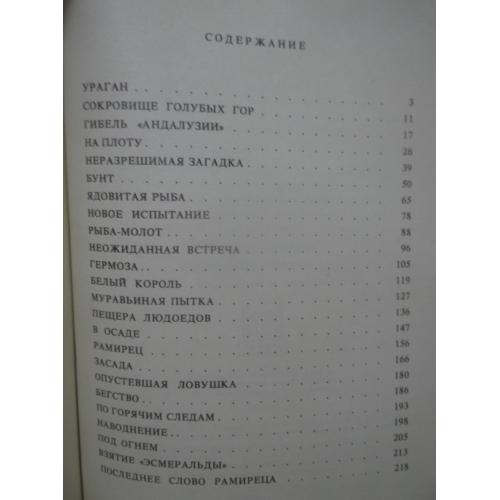 СОДЕРЖАНИЕ
УРАГАН . . . . . . . . . . 3
СОКРОВИЩЕ ГОЛУБЫХ ГОР . . . . . . . . . . 11
ГИБЕЛЬ «АНДАЛУЗИИ» . . . . . . . . . . 17
НА ПЛОТУ . . . . . . . . . . 26
НЕРАЗРЕШИМАЯ ЗАГАДКА . . . . . . . . . . 39
БУНТ . . . . . . . . . . 50
ЯДОВИТАЯ РЫБА . . . . . . . . . . 65
НОВОЕ ИСПЫТАНИЕ . . . . . . . . . . 78
РЫБА-МОЛОТ . . . . . . . . . . 88
НЕОЖИДАННАЯ ВСТРЕЧА . . . . . . . . . . 96
ГЕРМОЗА . . . . . . . . . . 105
БЕЛЫЙ КОРОЛЬ . . . . . . . . . . 119
МУРАВЬИНАЯ ПЫТКА . . . . . . . . . . 127
ПЕЩЕРА ЛЮДОЕДОВ . . . . . . . . . . 136
В ОСАДЕ . . . . . . . . . . 147
РАМИРЕЦ . . . . . . . . . . 156
ЗАСАДА . . . . . . . . . . 166
ОПУСТЕВШАЯ ЛОВУШКА . . . . . . . . . . 180
БЕГСТВО . . . . . . . . . . 186
ПО ГОРЯЧИМ СЛЕДАМ . . . . . . . . . . 193
НАВОДНЕНИЕ . . . . . . . . . . 198
ПОД ОГНЕМ . . . . . . . . . . 205
ВЗЯТИЕ «ЭСМЕРАЛЬДЫ» . . . . . . . . . . 213
ПОСЛЕДНЕЕ СЛОВО РАМИРЕЦА . . . . . . . . . . 218